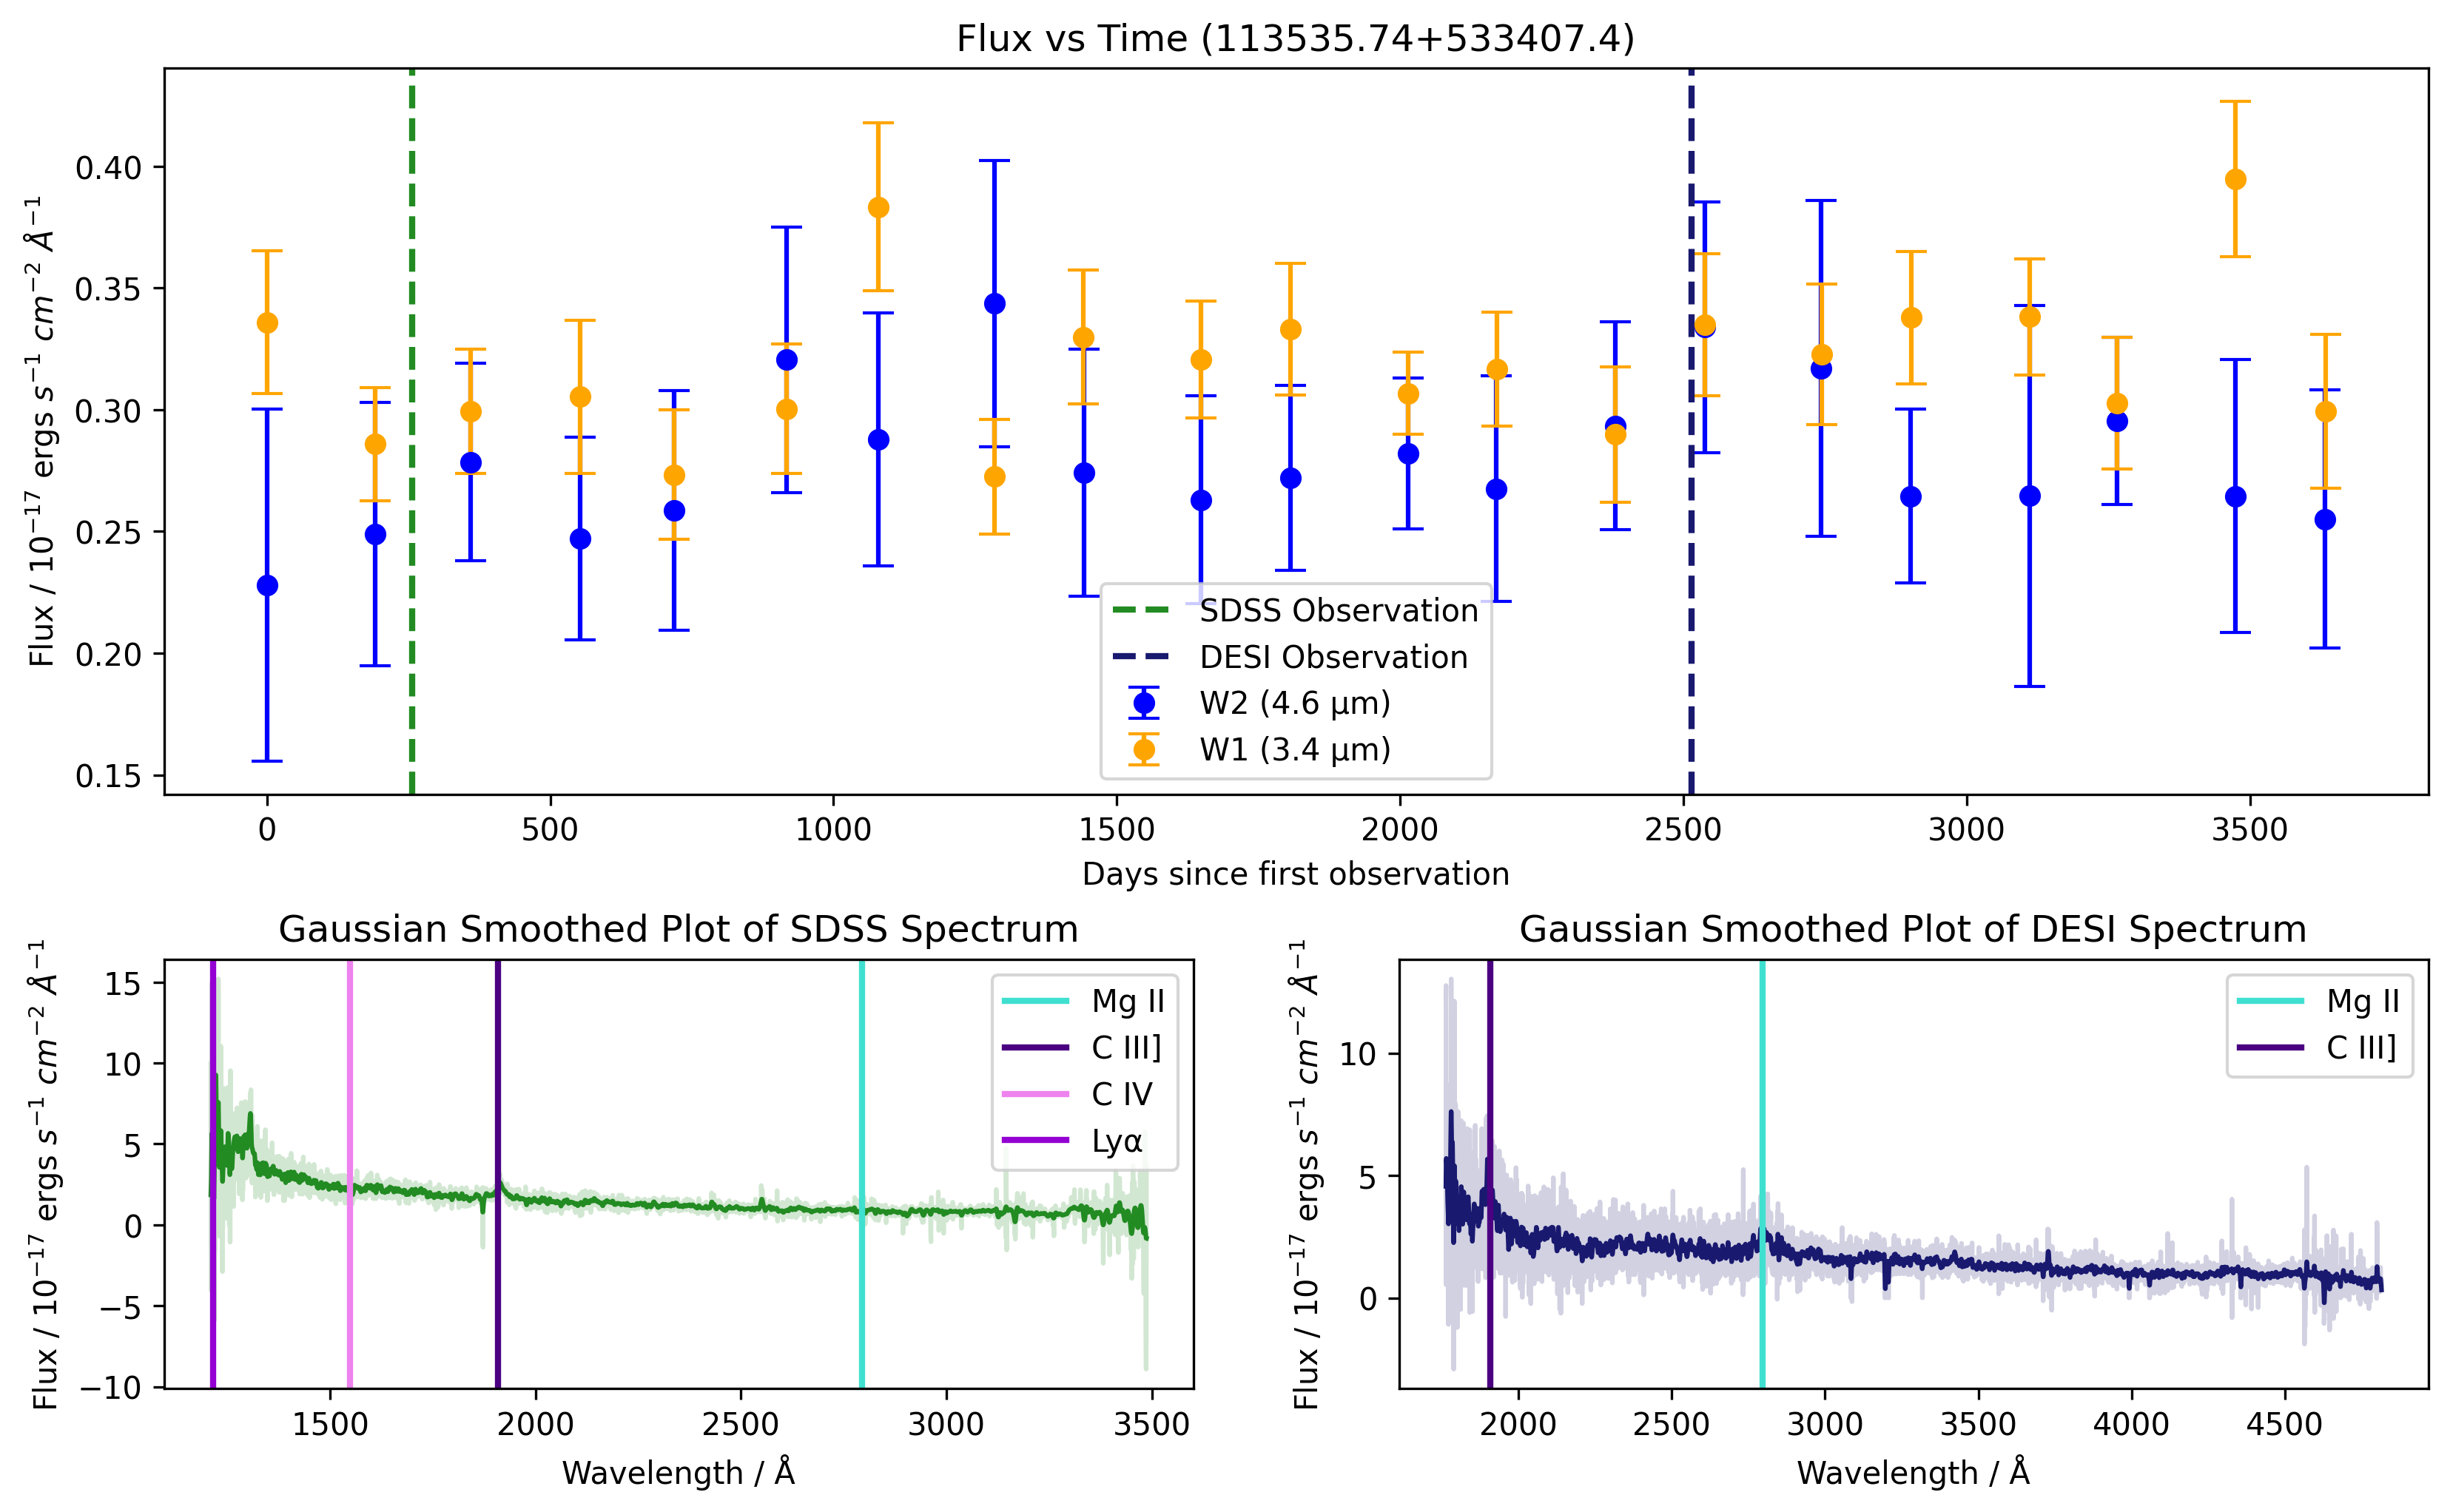 Flux vs Time (113535.74+533407.4)
Flux / 10⁻¹⁷ ergs s⁻¹ cm⁻² Å⁻¹
0.40
0.35
0.30
0.25
0.20
0.15
SDSS Observation
DESI Observation
W2 (4.6 μm)
W1 (3.4 μm)
0 500 1000 1500 2000 2500 3000 3500
Days since first observation
Gaussian Smoothed Plot of SDSS Spectrum
Flux / 10⁻¹⁷ ergs s⁻¹ cm⁻² Å⁻¹
15
10
5
0
−5
−10
Mg II
C III]
C IV
Lyα
1500 2000 2500 3000 3500
Wavelength / Å
Gaussian Smoothed Plot of DESI Spectrum
Flux / 10⁻¹⁷ ergs s⁻¹ cm⁻² Å⁻¹
10
5
0
Mg II
C III]
2000 2500 3000 3500 4000 4500
Wavelength / Å